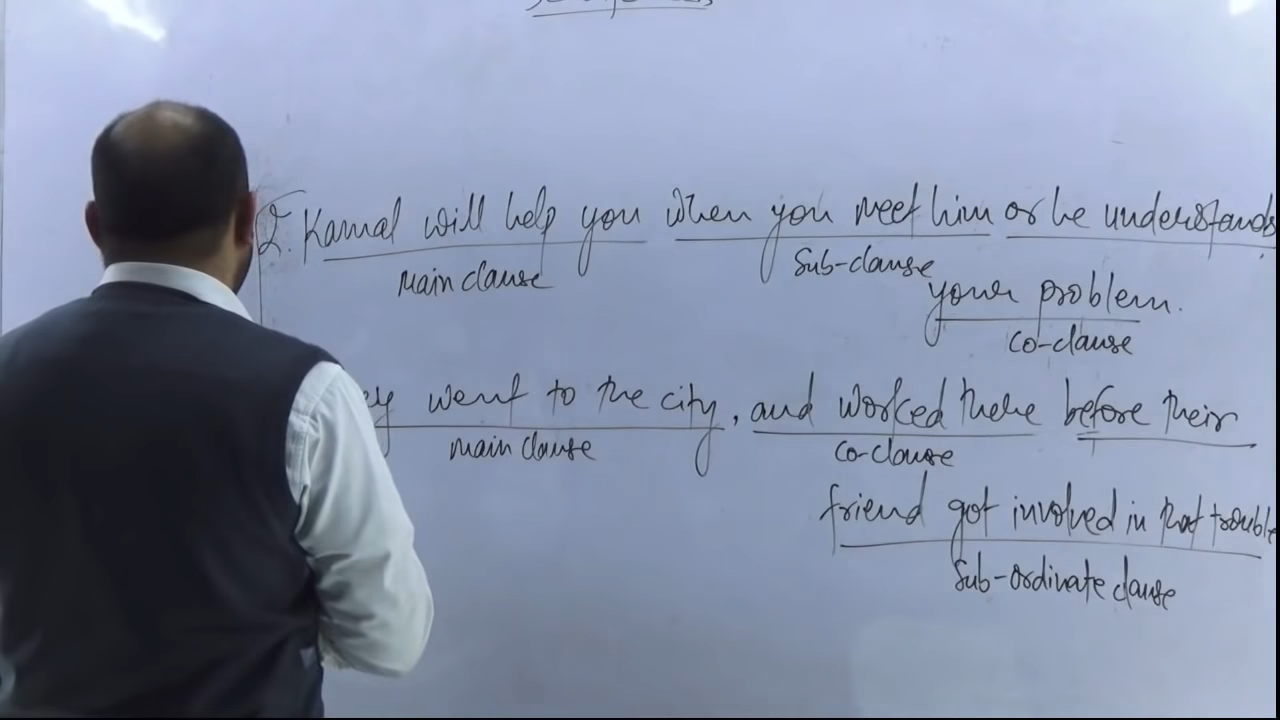 2. Kamal will help you when you meet him or he understands
main clause Sub-clause
your problem.
co-clause
went to the city, and worked there before their
main clause co-clause
friend got involved in that trouble
Sub-ordinate clause